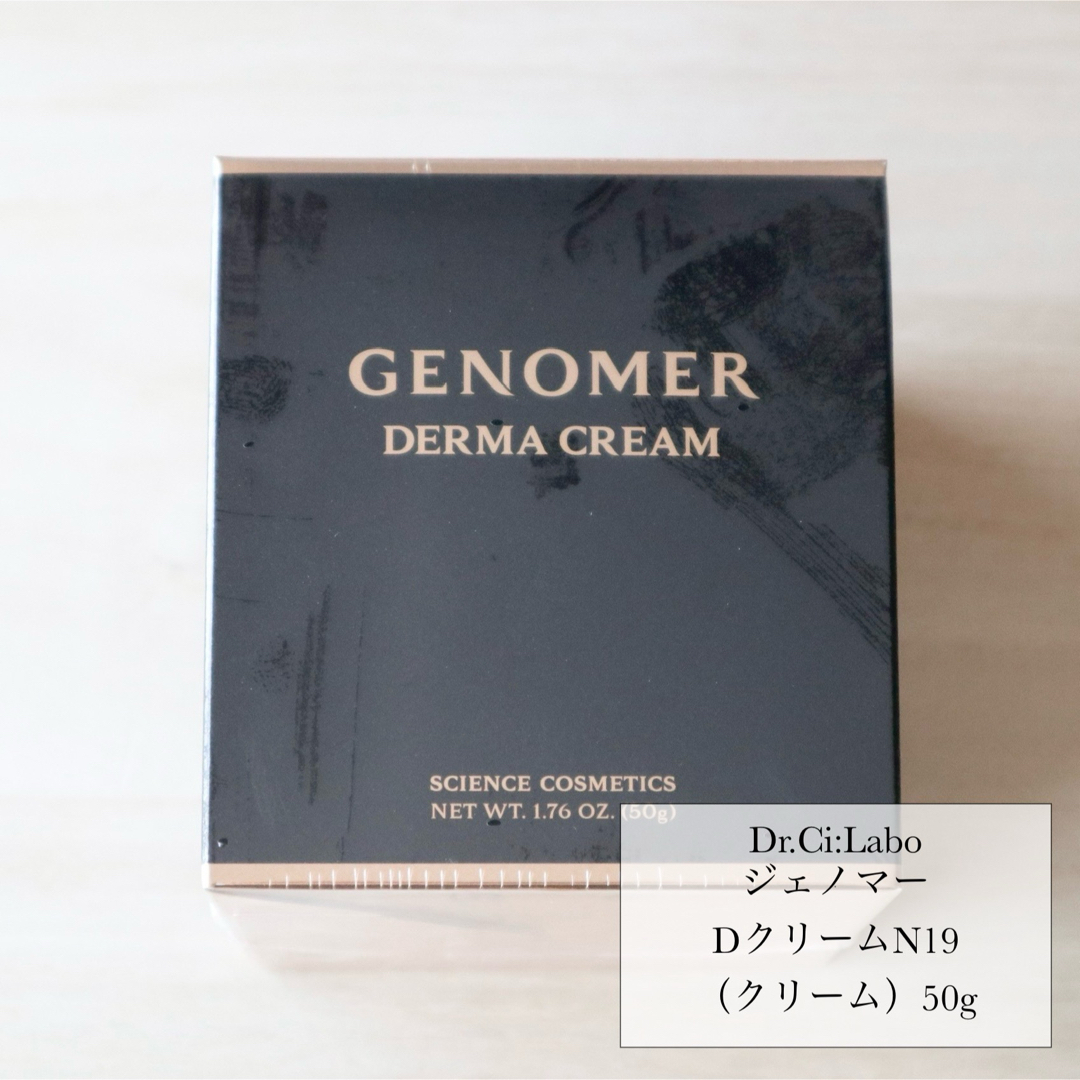 GENOMER
DERMA CREAM
SCIENCE COSMETICS
NET WT. 1.76 OZ. (50g)
Dr.Ci:Labo
ジェノマー
DクリームN19
（クリーム）50g